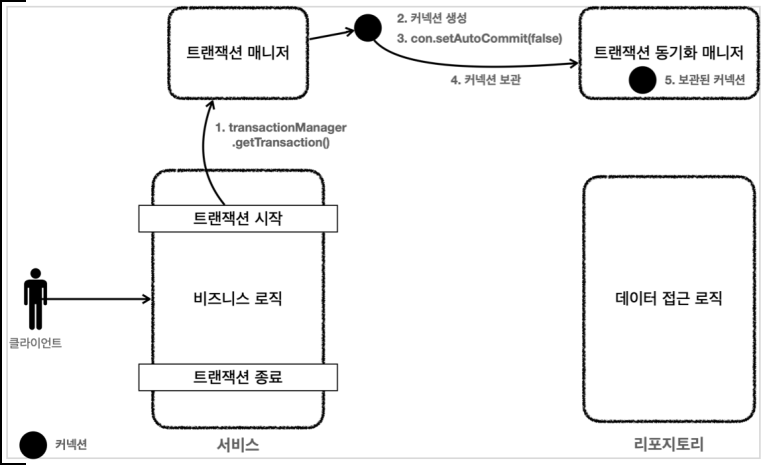 트랜잭션 매니저
2. 커넥션 생성
3. con.setAutoCommit(false)
4. 커넥션 보관
트랜잭션 동기화 매니저
5. 보관된 커넥션
1. transactionManager
.getTransaction()
트랜잭션 시작
비즈니스 로직
데이터 접근 로직
클라이언트
트랜잭션 종료
커넥션
서비스
리포지토리